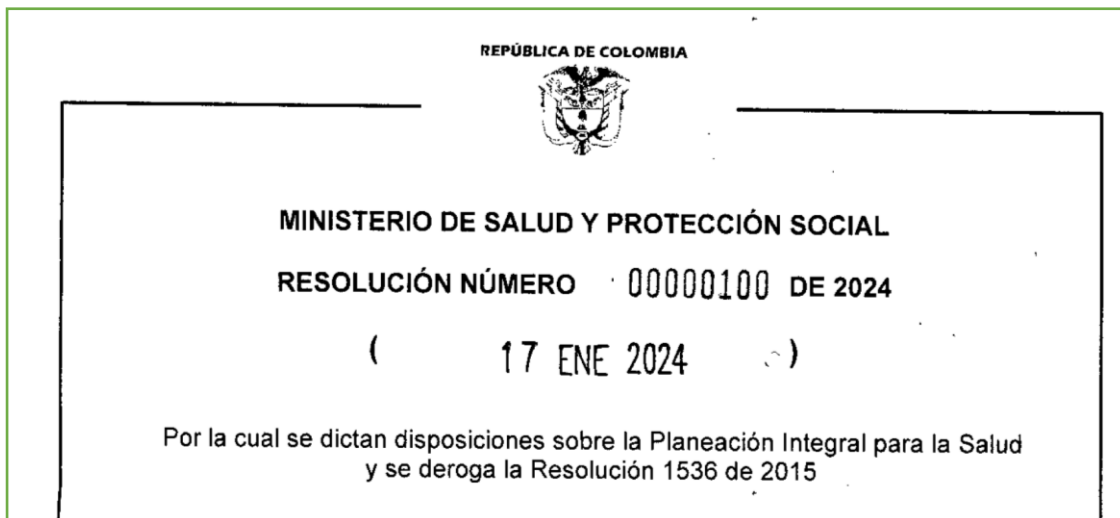 REPÚBLICA DE COLOMBIA
MINISTERIO DE SALUD Y PROTECCIÓN SOCIAL
RESOLUCIÓN NÚMERO 00000100 DE 2024
( 17 ENE 2024 )
Por la cual se dictan disposiciones sobre la Planeación Integral para la Salud
y se deroga la Resolución 1536 de 2015